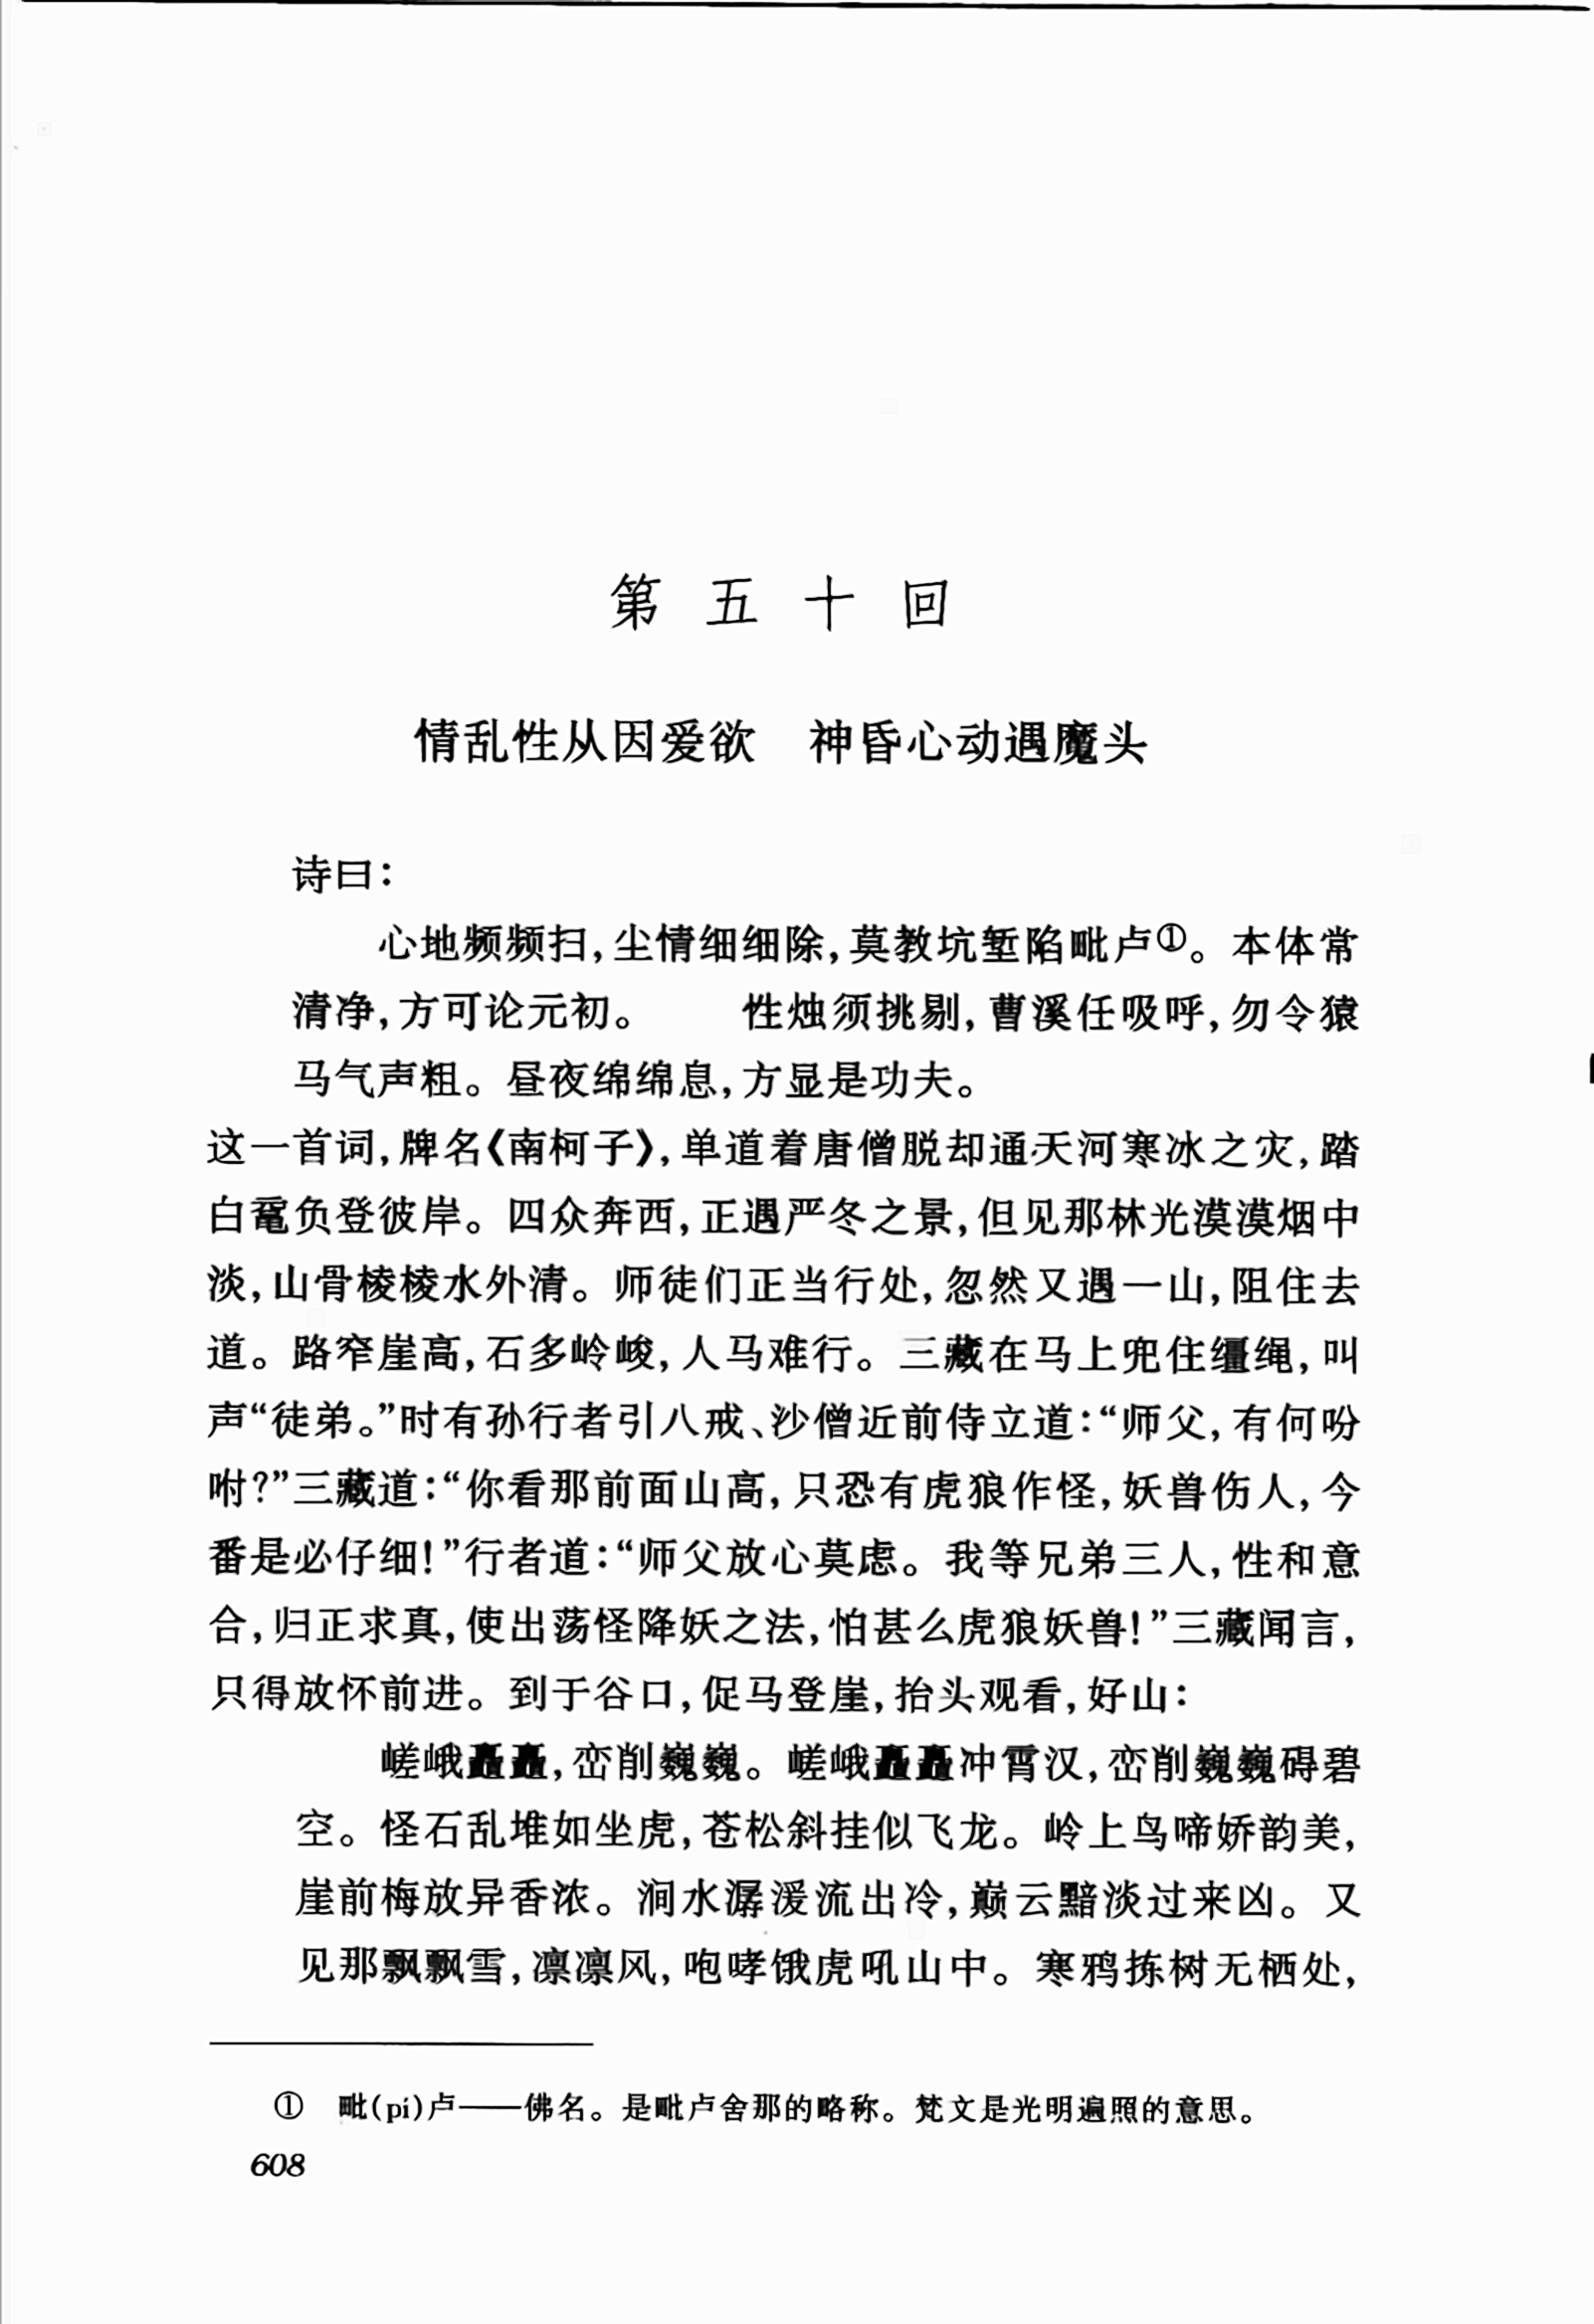 第五十回
情乱性从因爱欲　神昏心动遇魔头
诗曰：
心地频频扫，尘情细细除，莫教坑堑陷毗卢①。本体常
清净，方可论元初。　　性烛须挑剔，曹溪任吸呼，勿令猿
马气声粗。昼夜绵绵息，方显是功夫。
这一首词，牌名《南柯子》，单道着唐僧脱却通天河寒冰之灾，踏
白鼋负登彼岸。四众奔西，正遇严冬之景，但见那林光漠漠烟中
淡，山骨棱棱水外清。师徒们正当行处，忽然又遇一山，阻住去
道。路窄崖高，石多岭峻，人马难行。三藏在马上兜住缰绳，叫
声“徒弟。”时有孙行者引八戒、沙僧近前侍立道：“师父，有何吩
咐？”三藏道：“你看那前面山高，只恐有虎狼作怪，妖兽伤人，今
番是必仔细！”行者道：“师父放心莫虑。我等兄弟三人，性和意
合，归正求真，使出荡怪降妖之法，怕甚么虎狼妖兽！”三藏闻言，
只得放怀前进。到于谷口，促马登崖，抬头观看，好山：
嵯峨矗矗，峦削巍巍。嵯峨矗矗冲霄汉，峦削巍巍碍碧
空。怪石乱堆如坐虎，苍松斜挂似飞龙。岭上鸟啼娇韵美，
崖前梅放异香浓。涧水潺湲流出冷，巅云黯淡过来凶。又
见那飘飘雪，凛凛风，咆哮饿虎吼山中。寒鸦拣树无栖处，
①　毗(pí)卢——佛名。是毗卢舍那的略称。梵文是光明遍照的意思。
608